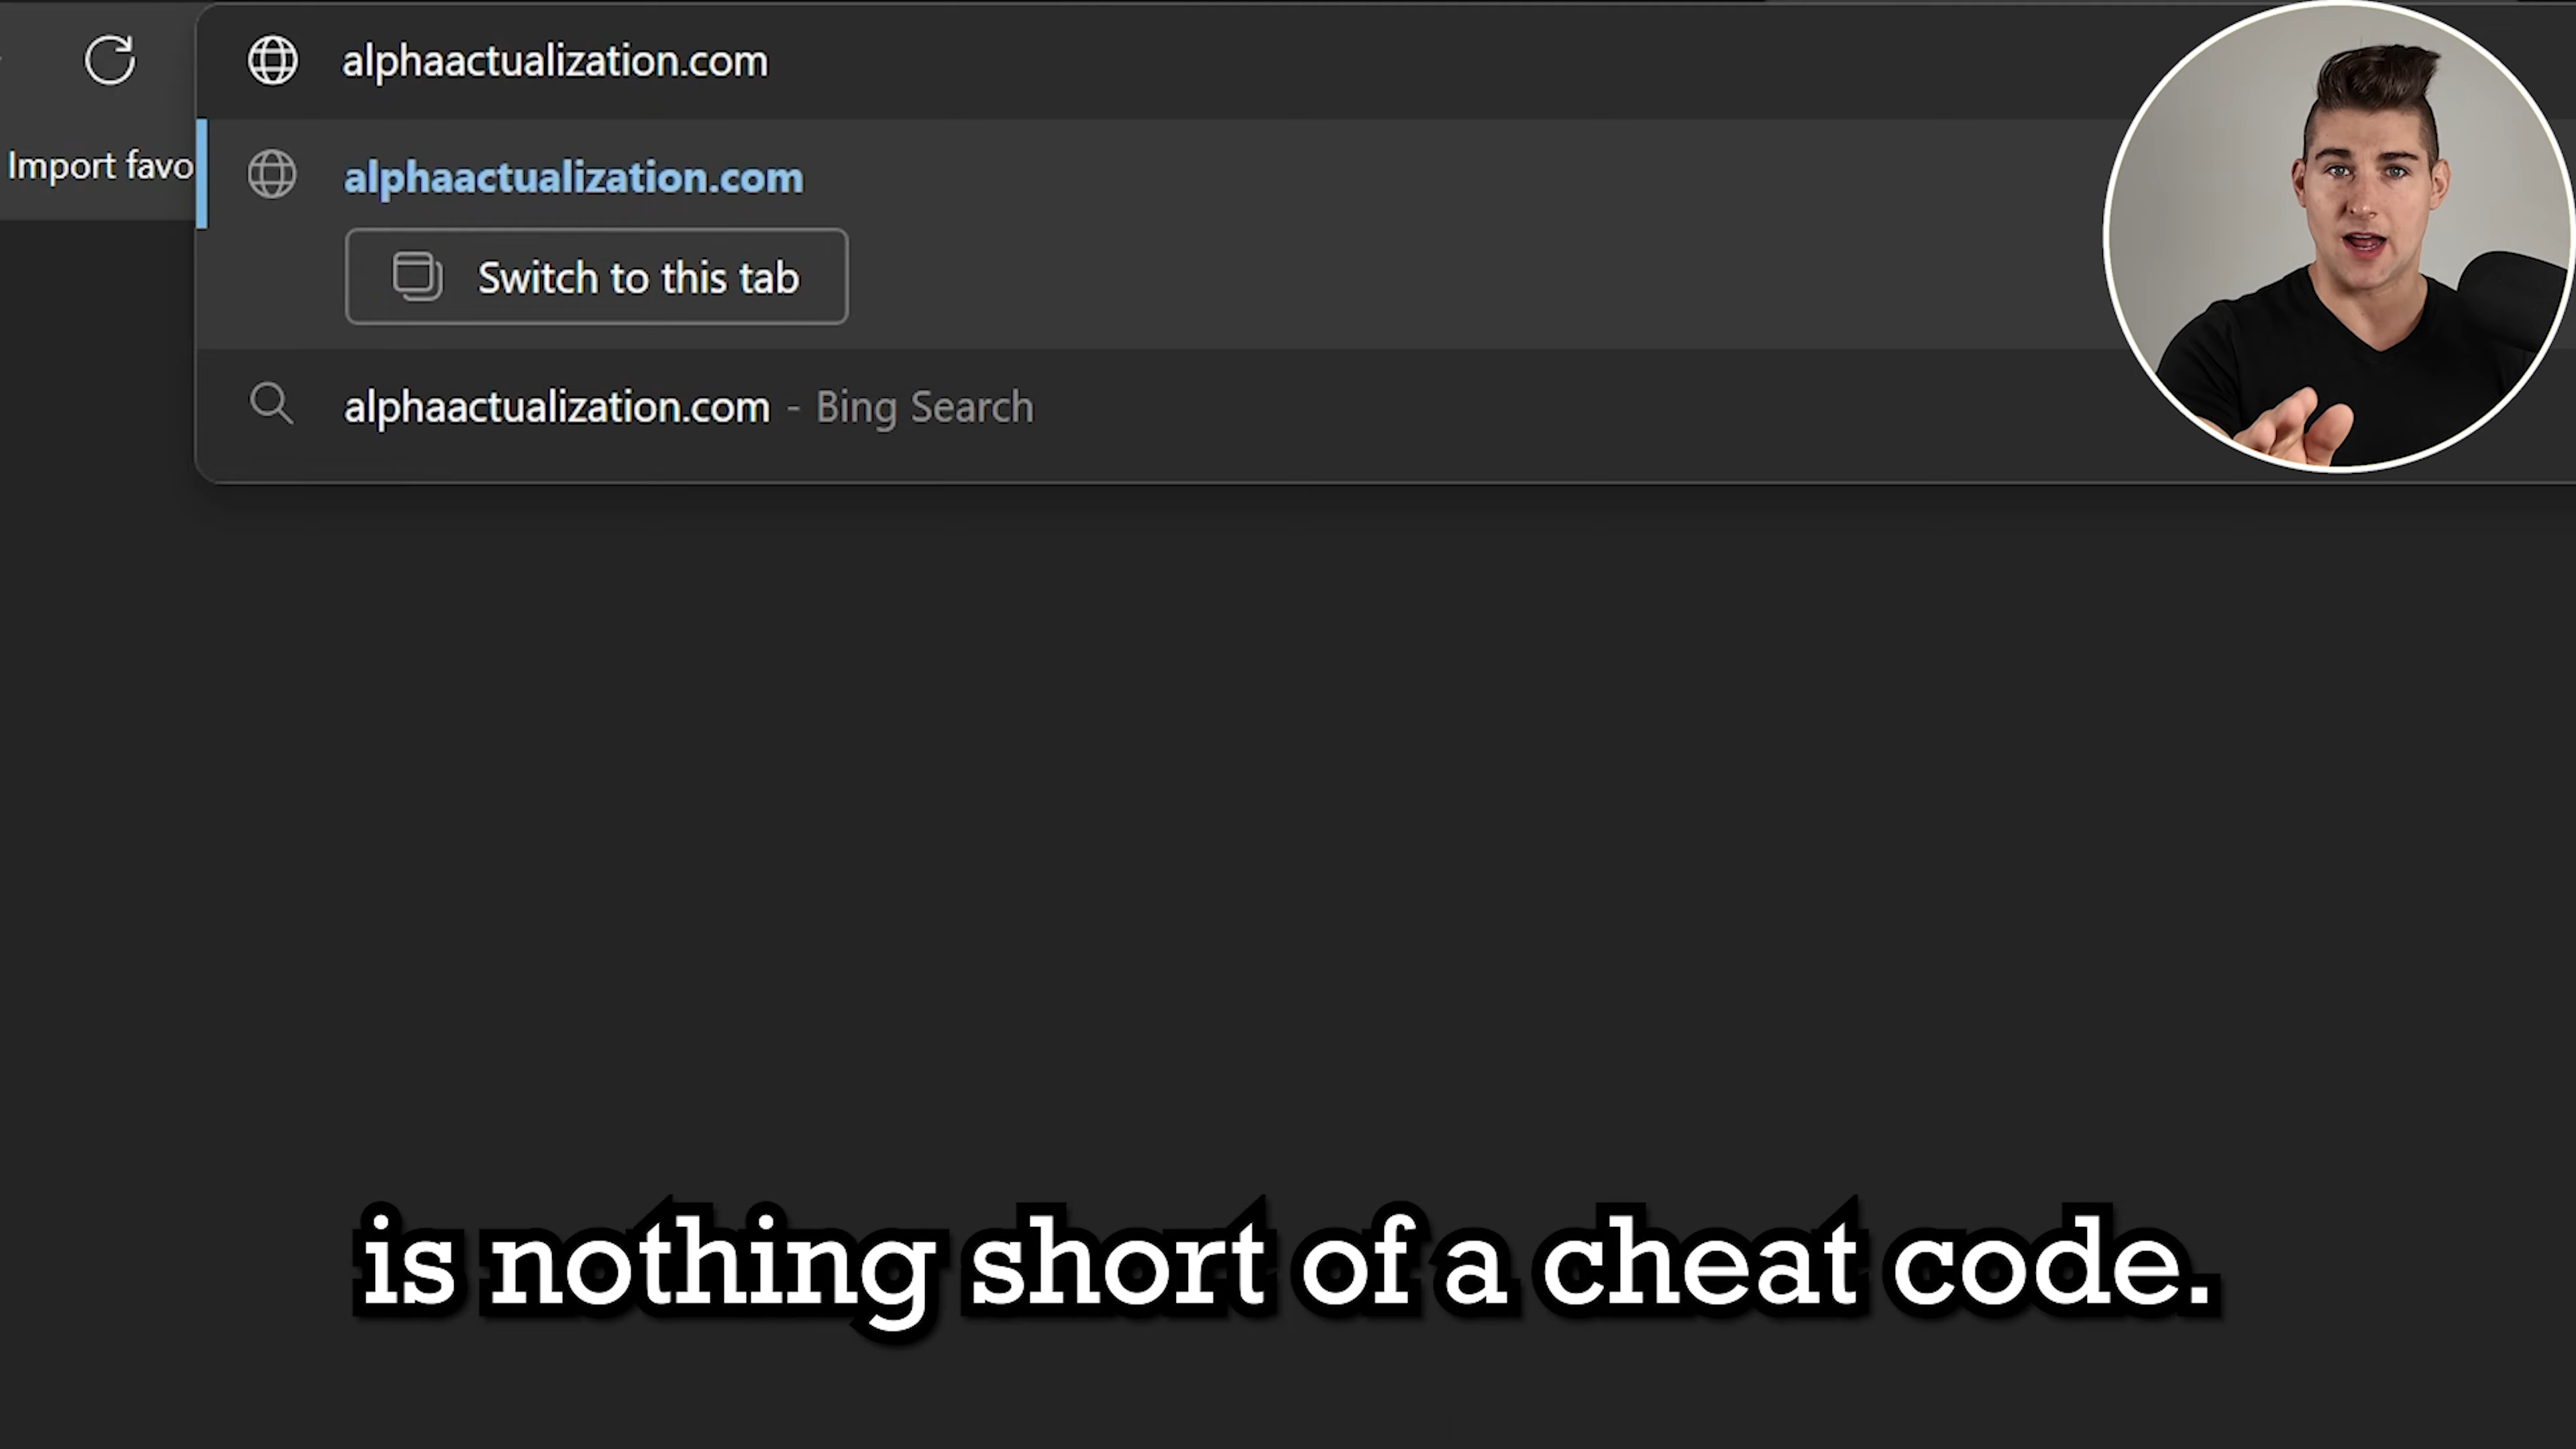 alphaactualization.com
Import favo
alphaactualization.com
Switch to this tab
alphaactualization.com - Bing Search
is nothing short of a cheat code.